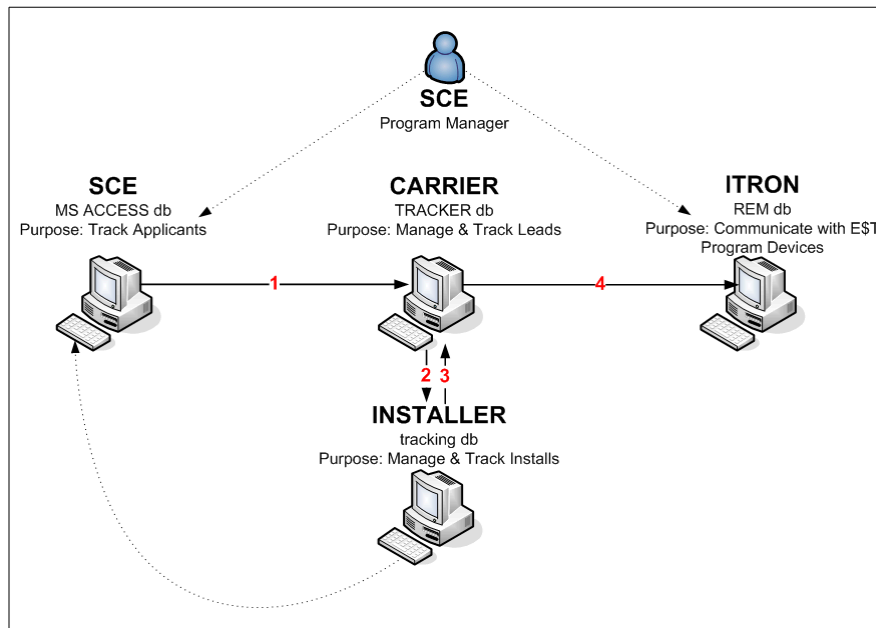 SCE
Program Manager
SCE
MS ACCESS db
Purpose: Track Applicants
CARRIER
TRACKER db
Purpose: Manage & Track Leads
ITRON
REM db
Purpose: Communicate with E$T
Program Devices
1
4
2
3
INSTALLER
tracking db
Purpose: Manage & Track Installs